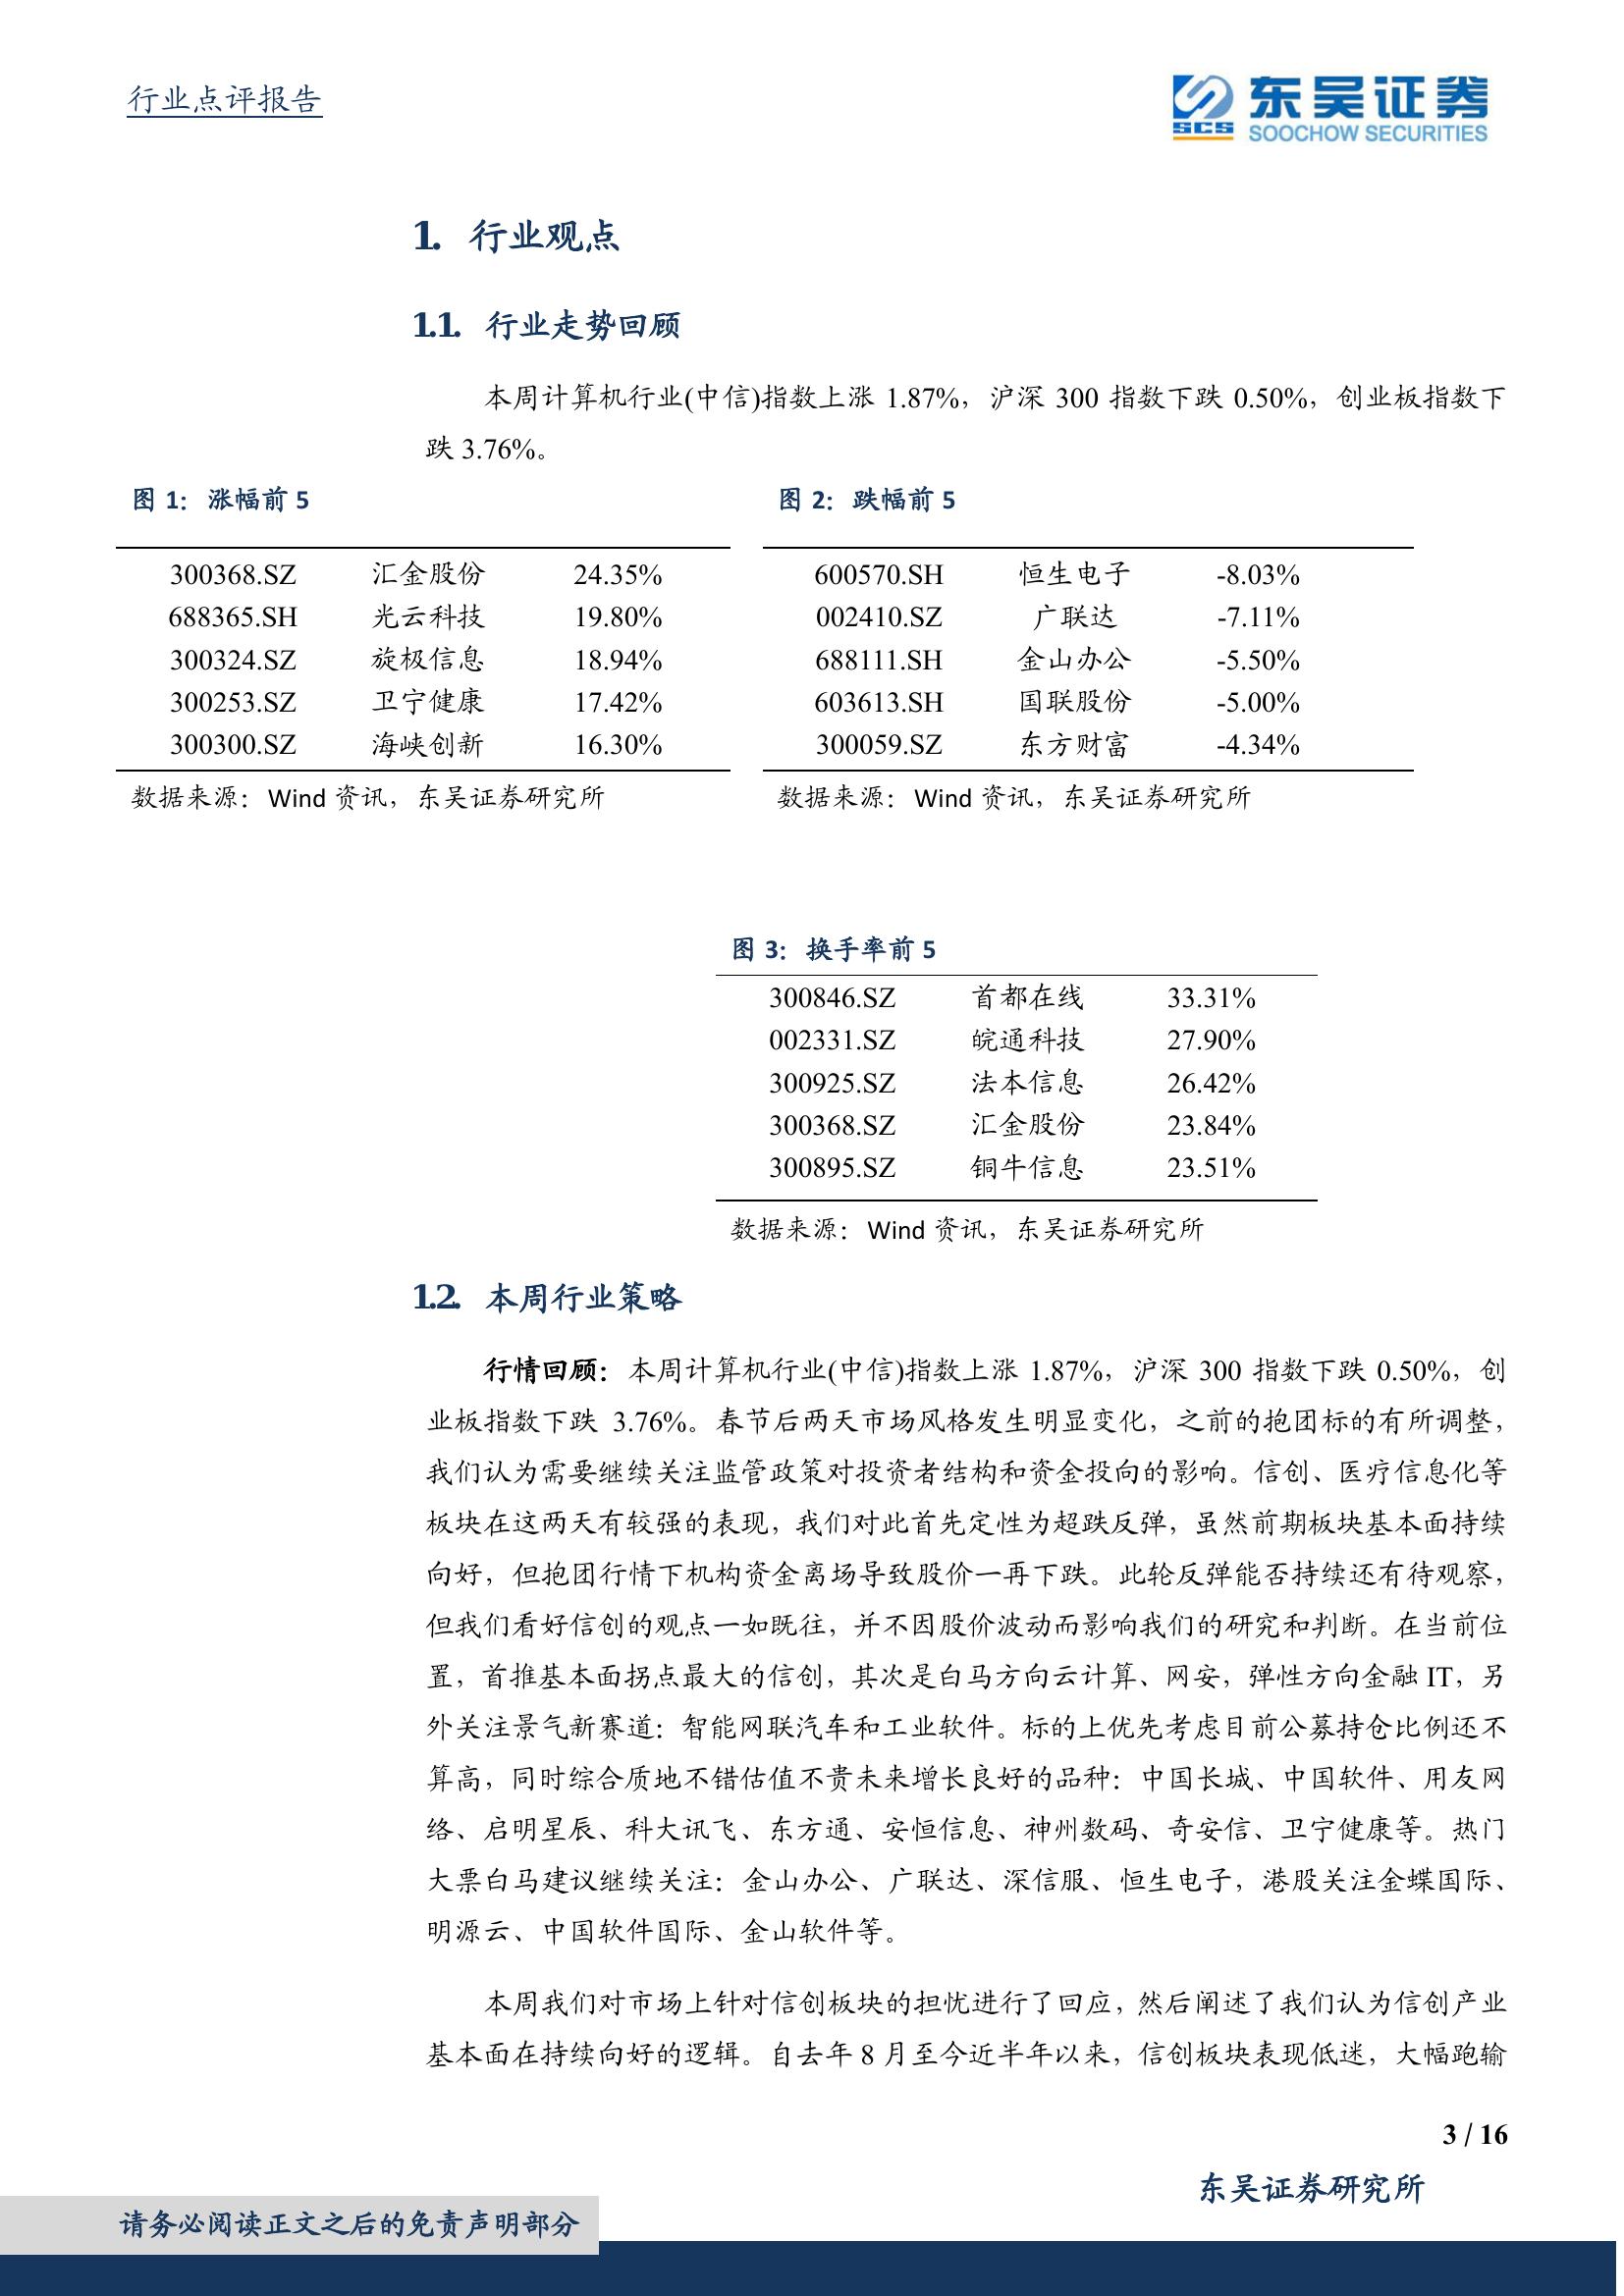 行业点评报告
SCS 东吴证券
SOOCHOW SECURITIES
1. 行业观点
1.1. 行业走势回顾
本周计算机行业(中信)指数上涨 1.87%，沪深 300 指数下跌 0.50%，创业板指数下
跌 3.76%。
图 1：涨幅前 5
300368.SZ 汇金股份 24.35%
688365.SH 光云科技 19.80%
300324.SZ 旋极信息 18.94%
300253.SZ 卫宁健康 17.42%
300300.SZ 海峡创新 16.30%
数据来源：Wind 资讯，东吴证券研究所
图 2：跌幅前 5
600570.SH 恒生电子 -8.03%
002410.SZ 广联达 -7.11%
688111.SH 金山办公 -5.50%
603613.SH 国联股份 -5.00%
300059.SZ 东方财富 -4.34%
数据来源：Wind 资讯，东吴证券研究所
图 3：换手率前 5
300846.SZ 首都在线 33.31%
002331.SZ 皖通科技 27.90%
300925.SZ 法本信息 26.42%
300368.SZ 汇金股份 23.84%
300895.SZ 铜牛信息 23.51%
数据来源：Wind 资讯，东吴证券研究所
1.2. 本周行业策略
行情回顾：本周计算机行业(中信)指数上涨 1.87%，沪深 300 指数下跌 0.50%，创
业板指数下跌 3.76%。春节后两天市场风格发生明显变化，之前的抱团标的有所调整，
我们认为需要继续关注监管政策对投资者结构和资金投向的影响。信创、医疗信息化等
板块在这两天有较强的表现，我们对此首先定性为超跌反弹，虽然前期板块基本面持续
向好，但抱团行情下机构资金离场导致股价一再下跌。此轮反弹能否持续还有待观察，
但我们看好信创的观点一如既往，并不因股价波动而影响我们的研究和判断。在当前位
置，首推基本面拐点最大的信创，其次是白马方向云计算、网安，弹性方向金融 IT，另
外关注景气新赛道：智能网联汽车和工业软件。标的上优先考虑目前公募持仓比例还不
算高，同时综合质地不错估值不贵未来增长良好的品种：中国长城、中国软件、用友网
络、启明星辰、科大讯飞、东方通、安恒信息、神州数码、奇安信、卫宁健康等。热门
大票白马建议继续关注：金山办公、广联达、深信服、恒生电子，港股关注金蝶国际、
明源云、中国软件国际、金山软件等。
本周我们对市场上针对信创板块的担忧进行了回应，然后阐述了我们认为信创产业
基本面在持续向好的逻辑。自去年 8 月至今近半年以来，信创板块表现低迷，大幅跑输
3 / 16
东吴证券研究所
请务必阅读正文之后的免责声明部分